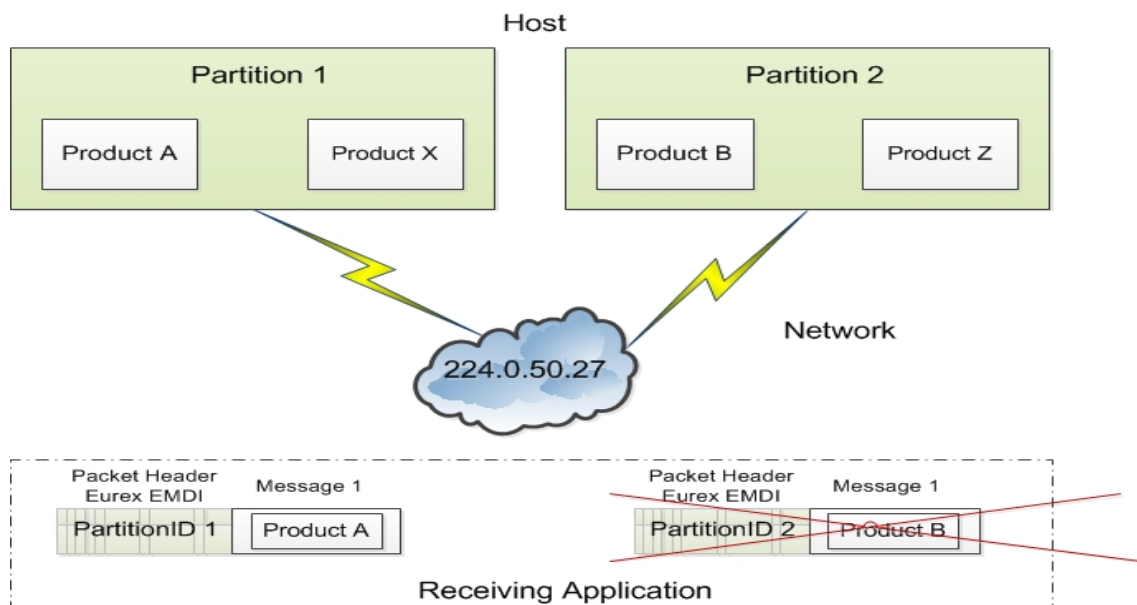 Host
Partition 1
Partition 2
Product A
Product X
Product B
Product Z
224.0.50.27
Network
Packet Header
Eurex EMDI
Message 1
PartitionID 1
Product A
Packet Header
Eurex EMDI
Message 1
PartitionID 2
Product B
Receiving Application